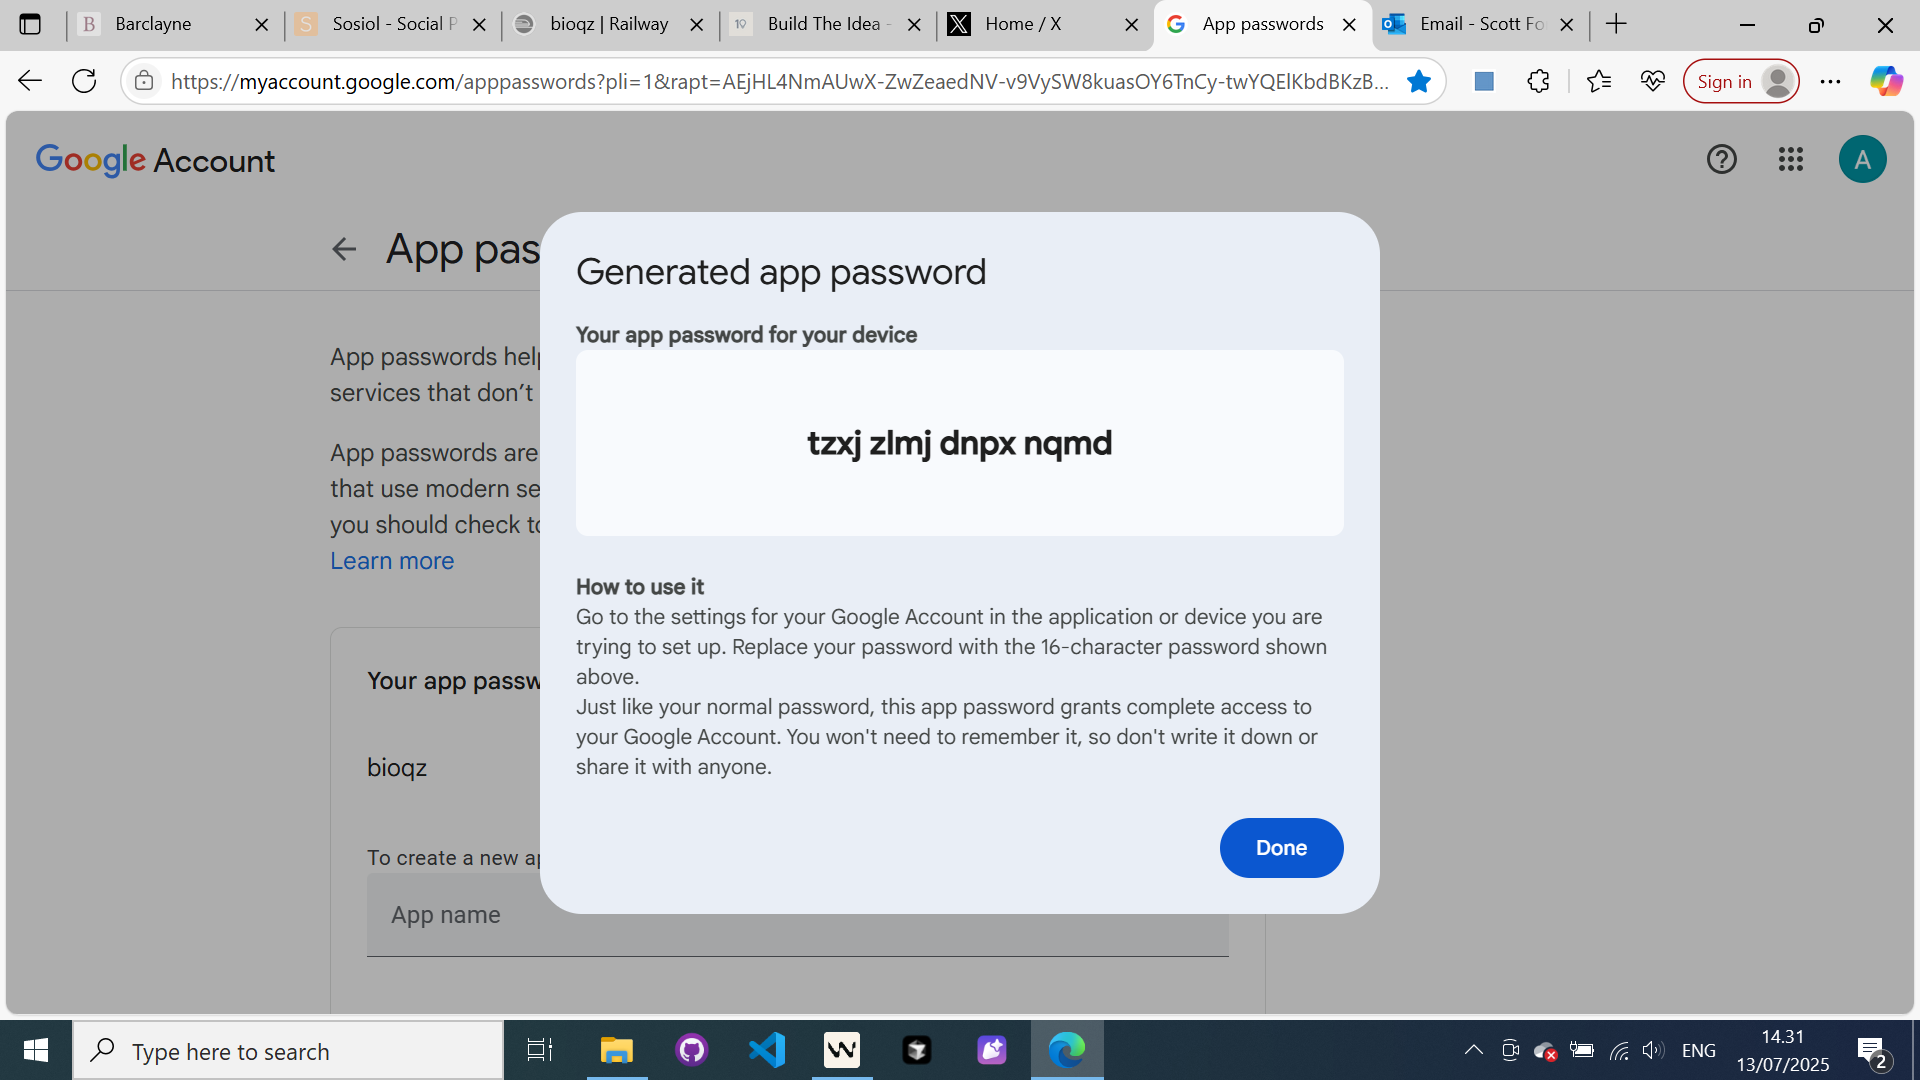 Barclayne
Sosiol - Social P
bioqz | Railway
Build The Idea -
Home / X
App passwords
Email - Scott Fo
https://myaccount.google.com/apppasswords?pli=1&rapt=AEjHL4NmAUwX-ZwZeaedNV-v9VySW8kuasOY6TnCy-twYQElKbdBKzB...
Sign in
Google Account
A
App pas
Generated app password
Your app password for your device
tzxj zlmj dnpx nqmd
App passwords help
services that don't
App passwords are
that use modern se
you should check to
Learn more
How to use it
Go to the settings for your Google Account in the application or device you are
trying to set up. Replace your password with the 16-character password shown
above.
Just like your normal password, this app password grants complete access to
your Google Account. You won't need to remember it, so don't write it down or
share it with anyone.
Done
Your app passw
bioqz
To create a new ap
App name
Type here to search
ENG
14.31
13/07/2025
2